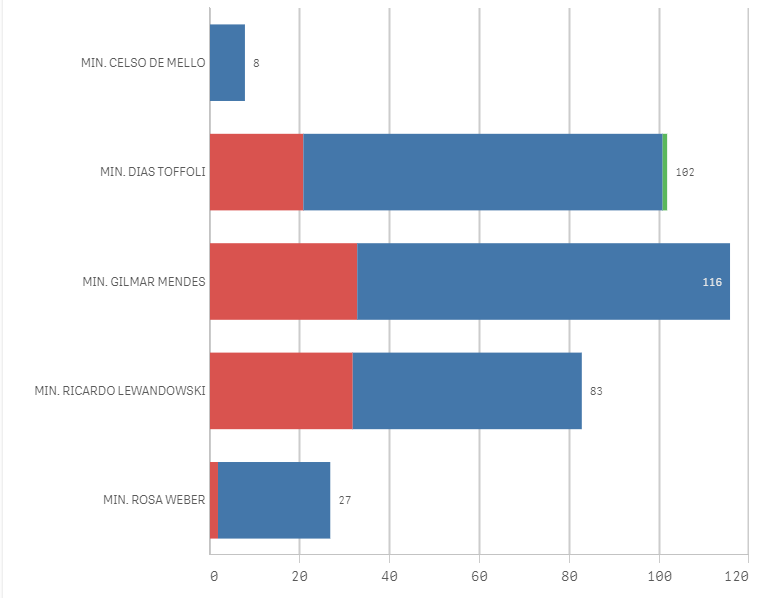 MIN. CELSO DE MELLO 8
MIN. DIAS TOFFOLI 102
MIN. GILMAR MENDES 116
MIN. RICARDO LEWANDOWSKI 83
MIN. ROSA WEBER 27
0 20 40 60 80 100 120